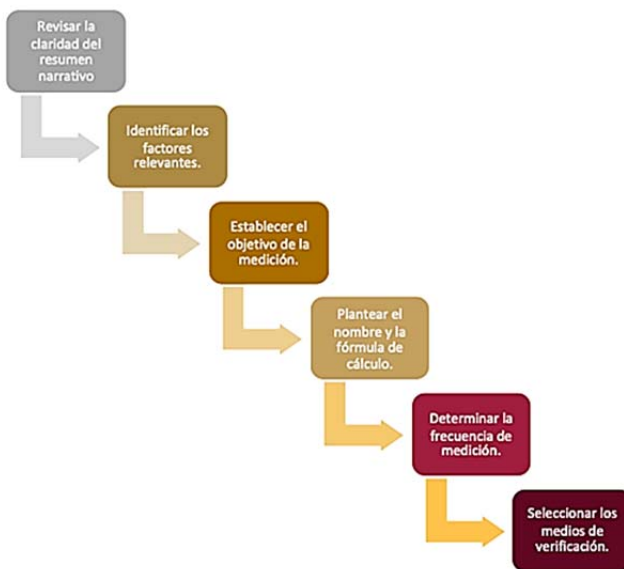 Revisar la
claridad del
resumen
narrativo
Identificar los
factores
relevantes.
Establecer el
objetivo de la
medición.
Plantear el
nombre y la
fórmula de
cálculo.
Determinar la
frecuencia de
medición.
Seleccionar los
medios de
verificación.